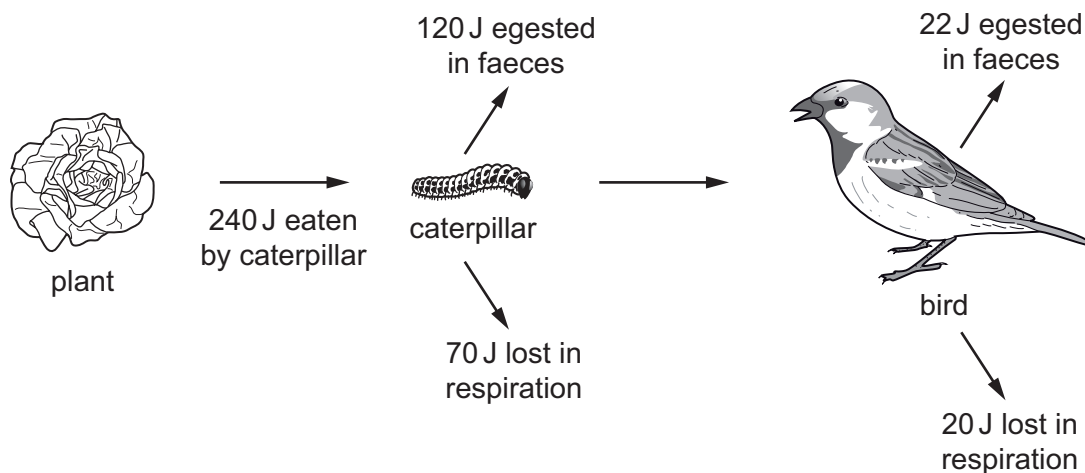 120 J egested
in faeces
22 J egested
in faeces
240 J eaten
by caterpillar
caterpillar
plant
bird
70 J lost in
respiration
20 J lost in
respiration